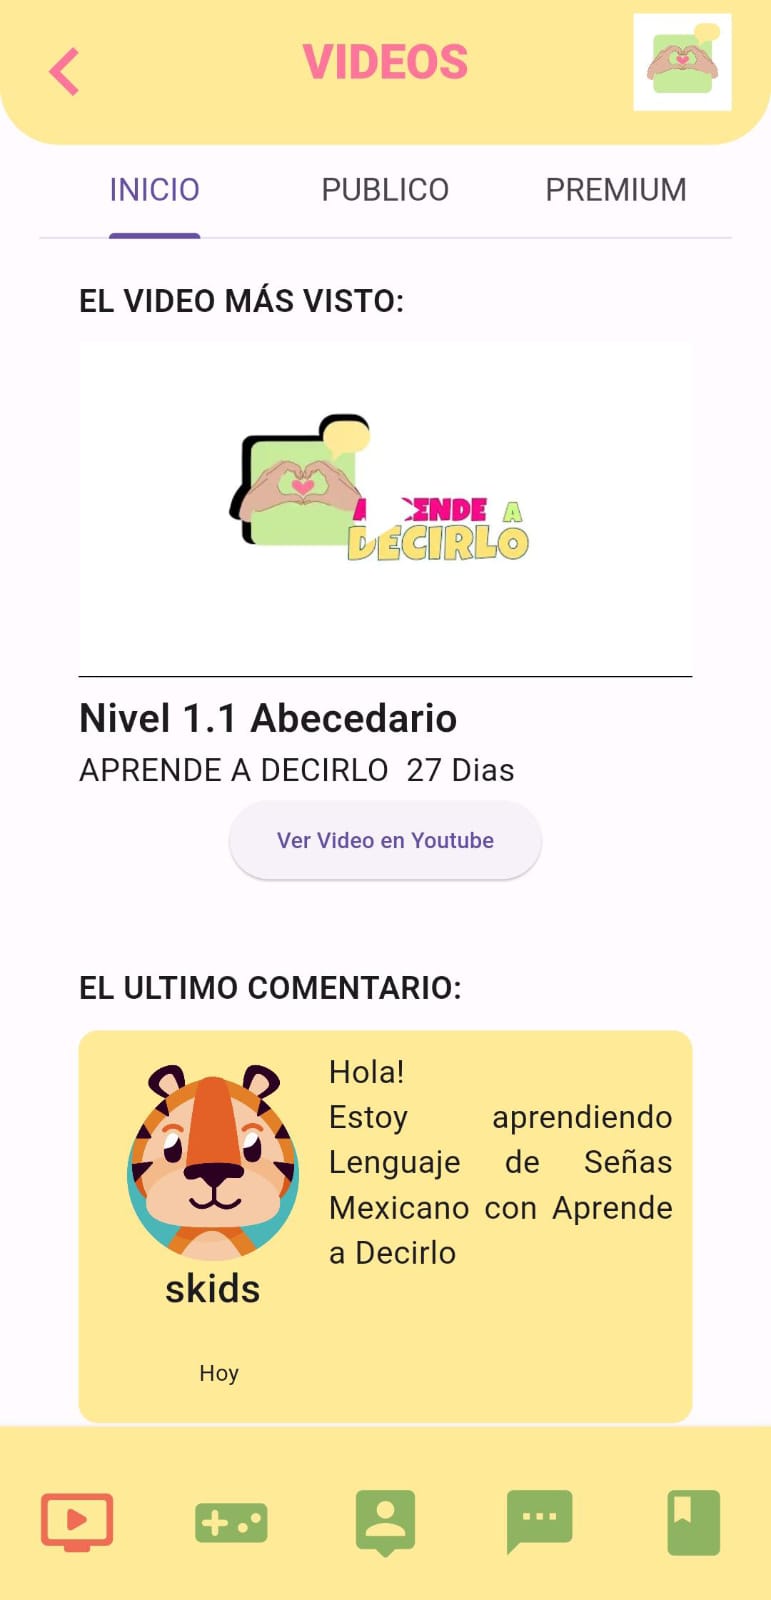 VIDEOS
INICIO PUBLICO PREMIUM
EL VIDEO MÁS VISTO:
ENDE A
DECIRLO
Nivel 1.1 Abecedario
APRENDE A DECIRLO 27 Dias
Ver Video en Youtube
EL ULTIMO COMENTARIO:
Hola!
Estoy aprendiendo
Lenguaje de Señas
Mexicano con Aprende
a Decirlo
skids
Hoy